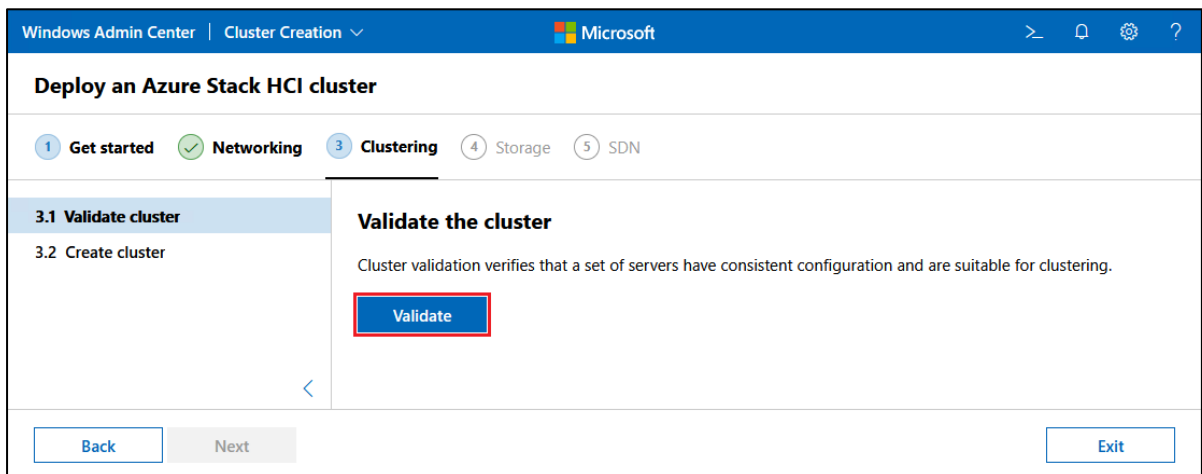 Windows Admin Center | Cluster Creation
Microsoft
>_ ?
Deploy an Azure Stack HCI cluster
1 Get started Networking 3 Clustering 4 Storage 5 SDN
3.1 Validate cluster
3.2 Create cluster
Validate the cluster
Cluster validation verifies that a set of servers have consistent configuration and are suitable for clustering.
Validate
Back Next Exit